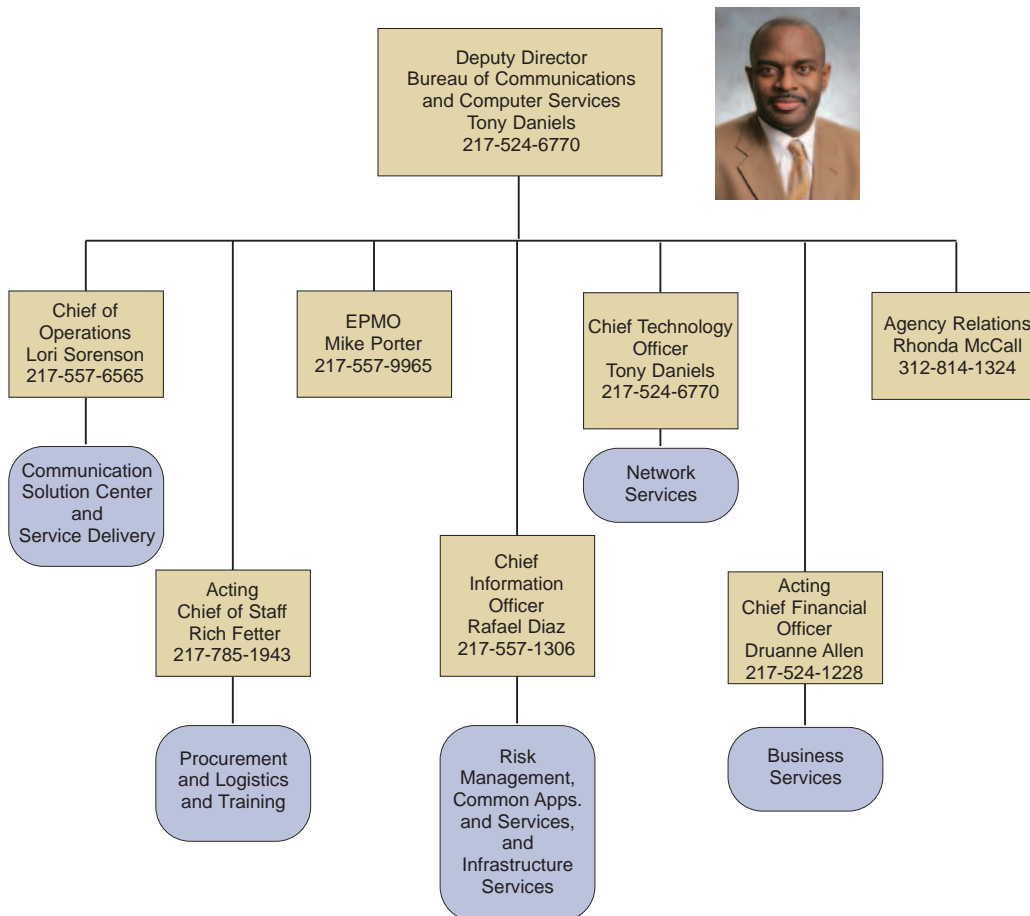 Deputy Director
Bureau of Communications
and Computer Services
Tony Daniels
217-524-6770
Chief of
Operations
Lori Sorenson
217-557-6565
EPMO
Mike Porter
217-557-9965
Chief Technology
Officer
Tony Daniels
217-524-6770
Agency Relations
Rhonda McCall
312-814-1324
Communication
Solution Center
and
Service Delivery
Network
Services
Acting
Chief of Staff
Rich Fetter
217-785-1943
Chief
Information
Officer
Rafael Diaz
217-557-1306
Acting
Chief Financial
Officer
Druanne Allen
217-524-1228
Procurement
and Logistics
and Training
Risk
Management,
Common Apps.
and Services,
and
Infrastructure
Services
Business
Services